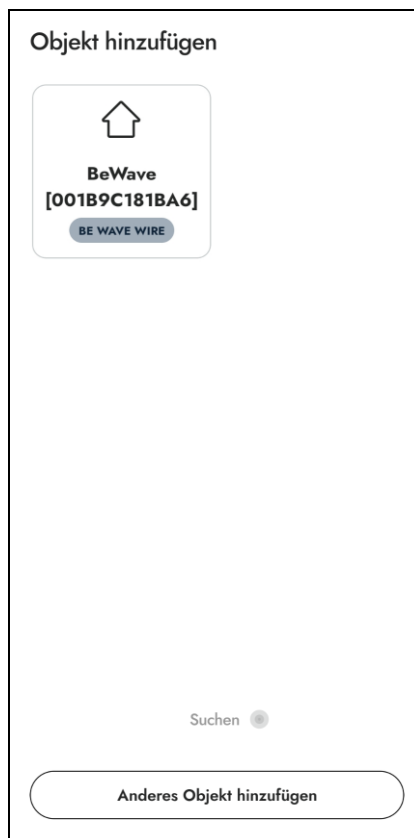 Objekt hinzufügen
BeWave
[001B9C181BA6]
BE WAVE WIRE
Suchen
Anderes Objekt hinzufügen